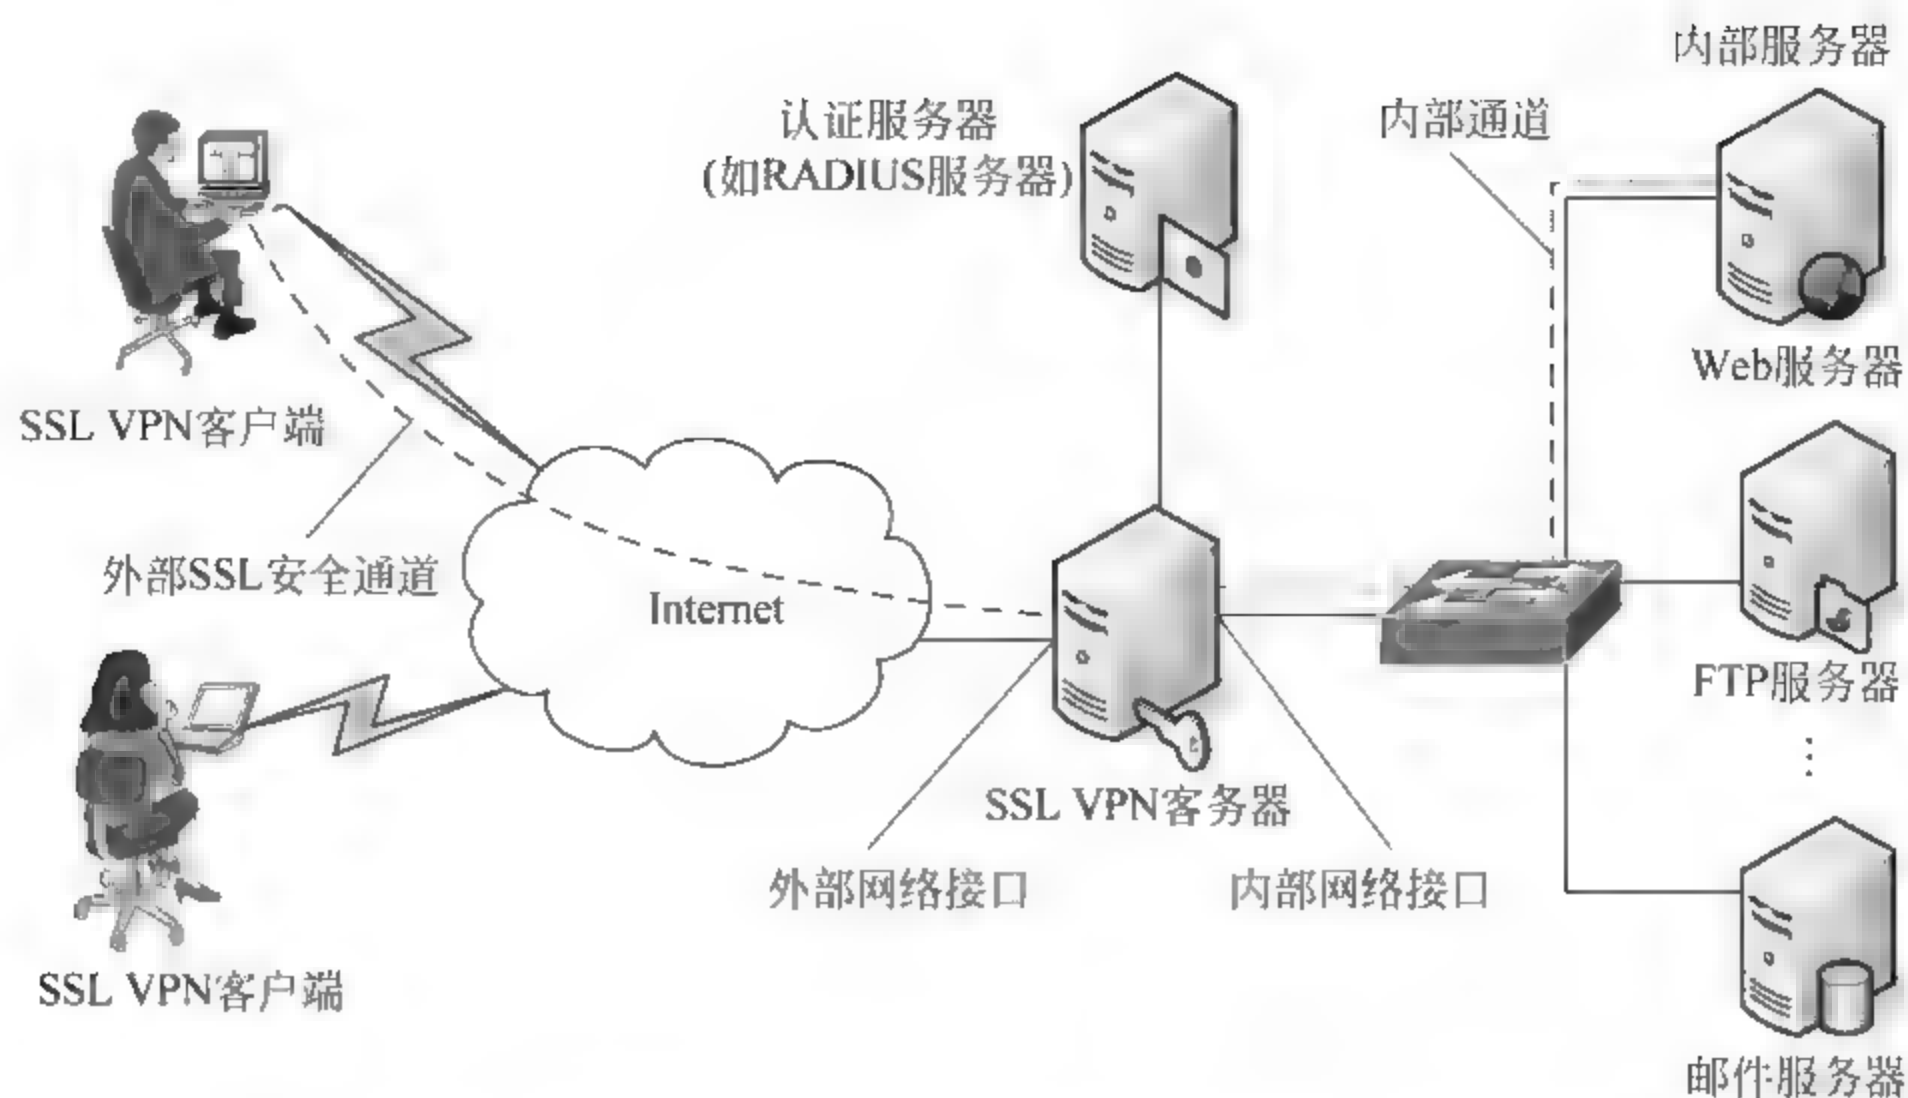 内部服务器
认证服务器
(如RADIUS服务器)
内部通道
Web服务器
SSL VPN客户端
外部SSL安全通道
Internet
FTP服务器
SSL VPN客务器
外部网络接口
内部网络接口
SSL VPN客户端
邮件服务器